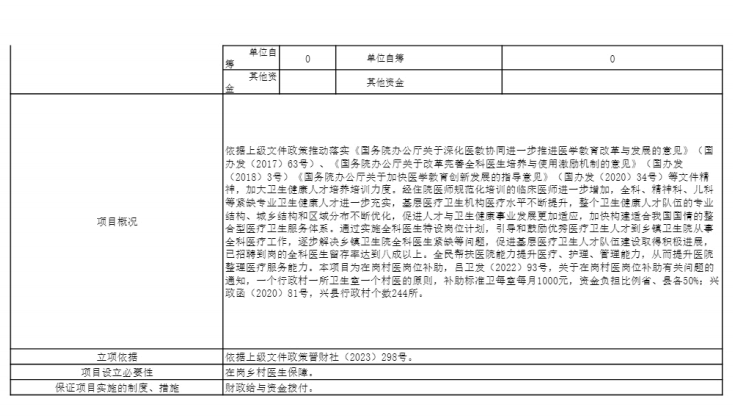 单位自筹 0 单位自筹 0
其他资金 其他资金
项目概况
依据上级文件政策推动落实《国务院办公厅关于深化医教协同进一步推进医学教育改革与发展的意见》（国
办发（2017）63号）、《国务院办公厅关于改革完善全科医生培养与使用激励机制的意见》（国办发
（2018）3号）《国务院办公厅关于加快医学教育创新发展的指导意见》（国办发（2020）34号）等文件精
神，加大卫生健康人才培养培训力度。经住院医师规范化培训的临床医师进一步增加，全科、精神科、儿科
等紧缺专业卫生健康人才进一步充实，基层医疗卫生机构医疗水平不断提升，整个卫生健康人才队伍的专业
结构、城乡结构和区域分布不断优化，促进人才与卫生健康事业发展更加适应，加快构建适合我国国情的整
合型医疗卫生服务体系。通过实施全科医生特设岗位计划，引导和鼓励优秀医疗卫生人才到乡镇卫生院从事
全科医疗工作，逐步解决乡镇卫生院全科医生紧缺等问题，促进基层医疗卫生人才队伍建设取得积极进展，
已招聘到岗的全科医生留存率达到八成以上。全民帮扶医院能力提升医疗、护理、管理能力，从而提升医院
整理医疗服务能力。本项目为在岗村医岗位补助，吕卫发（2022）93号，关于在岗村医岗位补助有关问题的
通知，一个行政村一所卫生室一个村医的原则，补助标准卫每室每月1000元，资金负担比例省、县各50%；兴
政函（2020）81号，兴县行政村个数244所。
立项依据 依据上级文件政策晋财社（2023）298号。
项目设立必要性 在岗乡村医生保障。
保证项目实施的制度、措施 财政给与资金拨付。